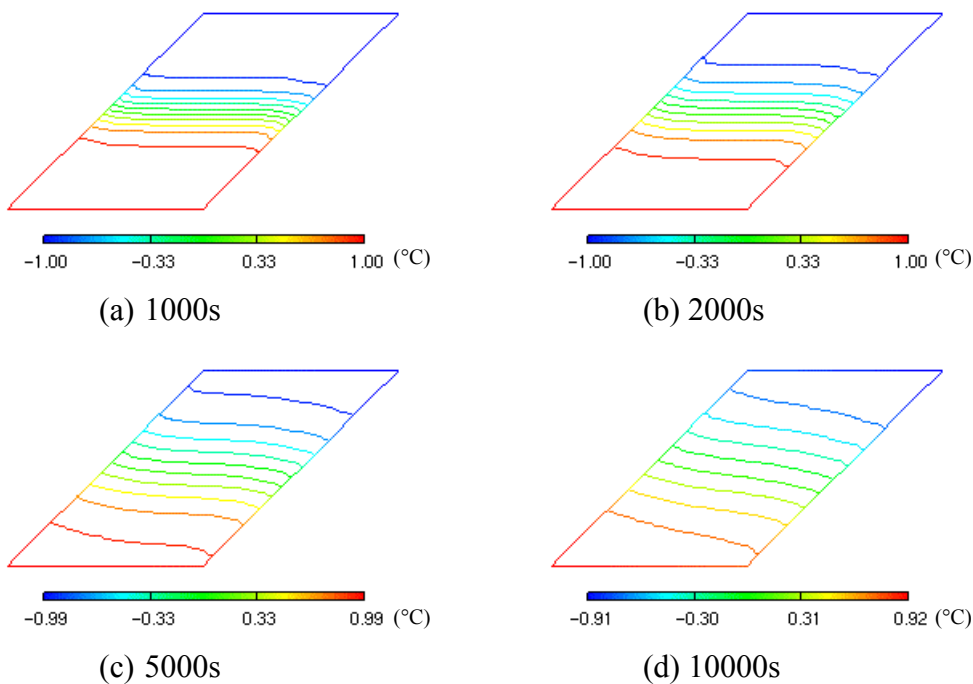 −1.00 −0.33 0.33 1.00 (°C)
(a) 1000s
−1.00 −0.33 0.33 1.00 (°C)
(b) 2000s
−0.99 −0.33 0.33 0.99 (°C)
(c) 5000s
−0.91 −0.30 0.31 0.92 (°C)
(d) 10000s